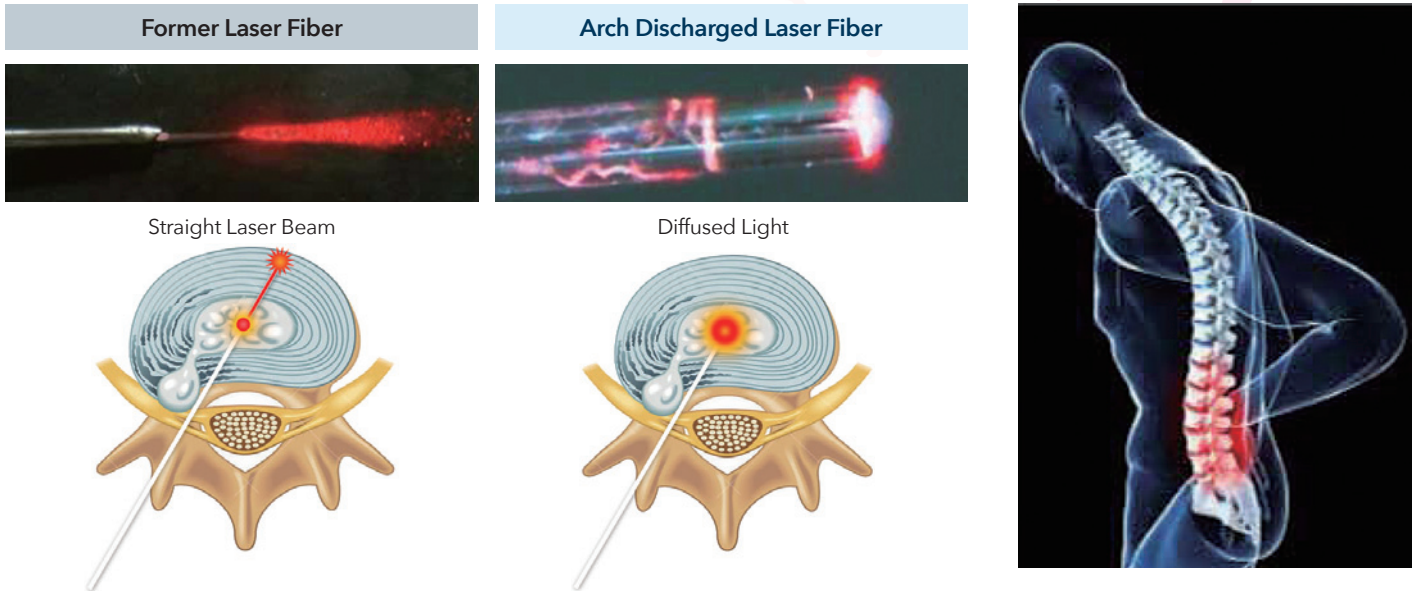 Former Laser Fiber
Arch Discharged Laser Fiber
Straight Laser Beam
Diffused Light